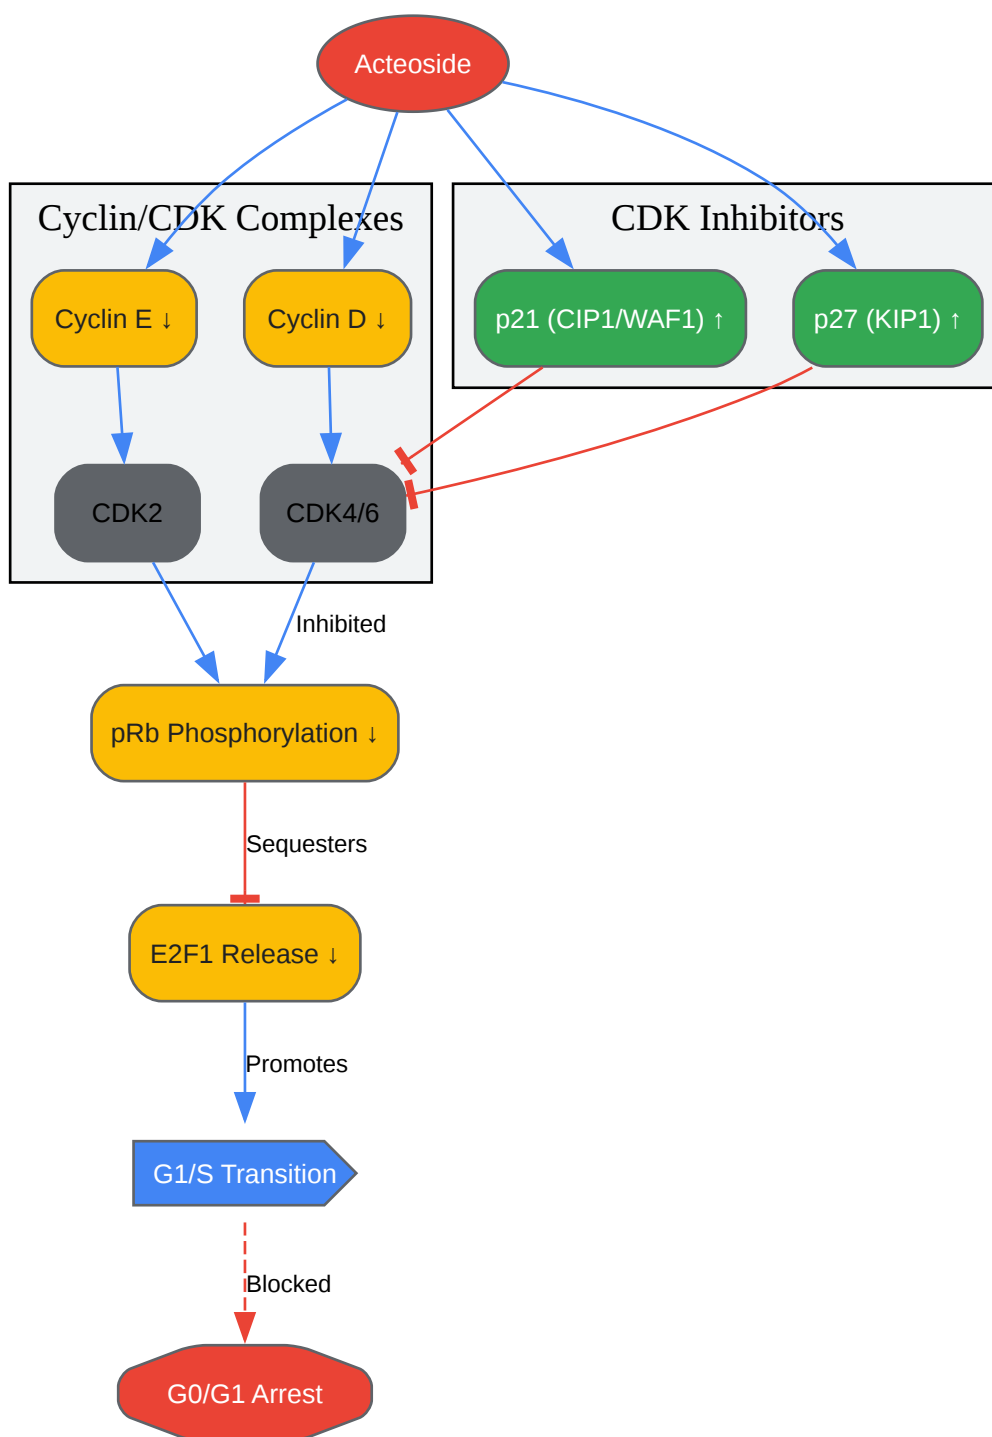 Acteoside
Cyclin/CDK Complexes
CDK Inhibitors
Cyclin E ↓
Cyclin D ↓
p21 (CIP1/WAF1) ↑
p27 (KIP1) ↑
CDK2
CDK4/6
Inhibited
pRb Phosphorylation ↓
Sequesters
E2F1 Release ↓
Promotes
G1/S Transition
Blocked
G0/G1 Arrest